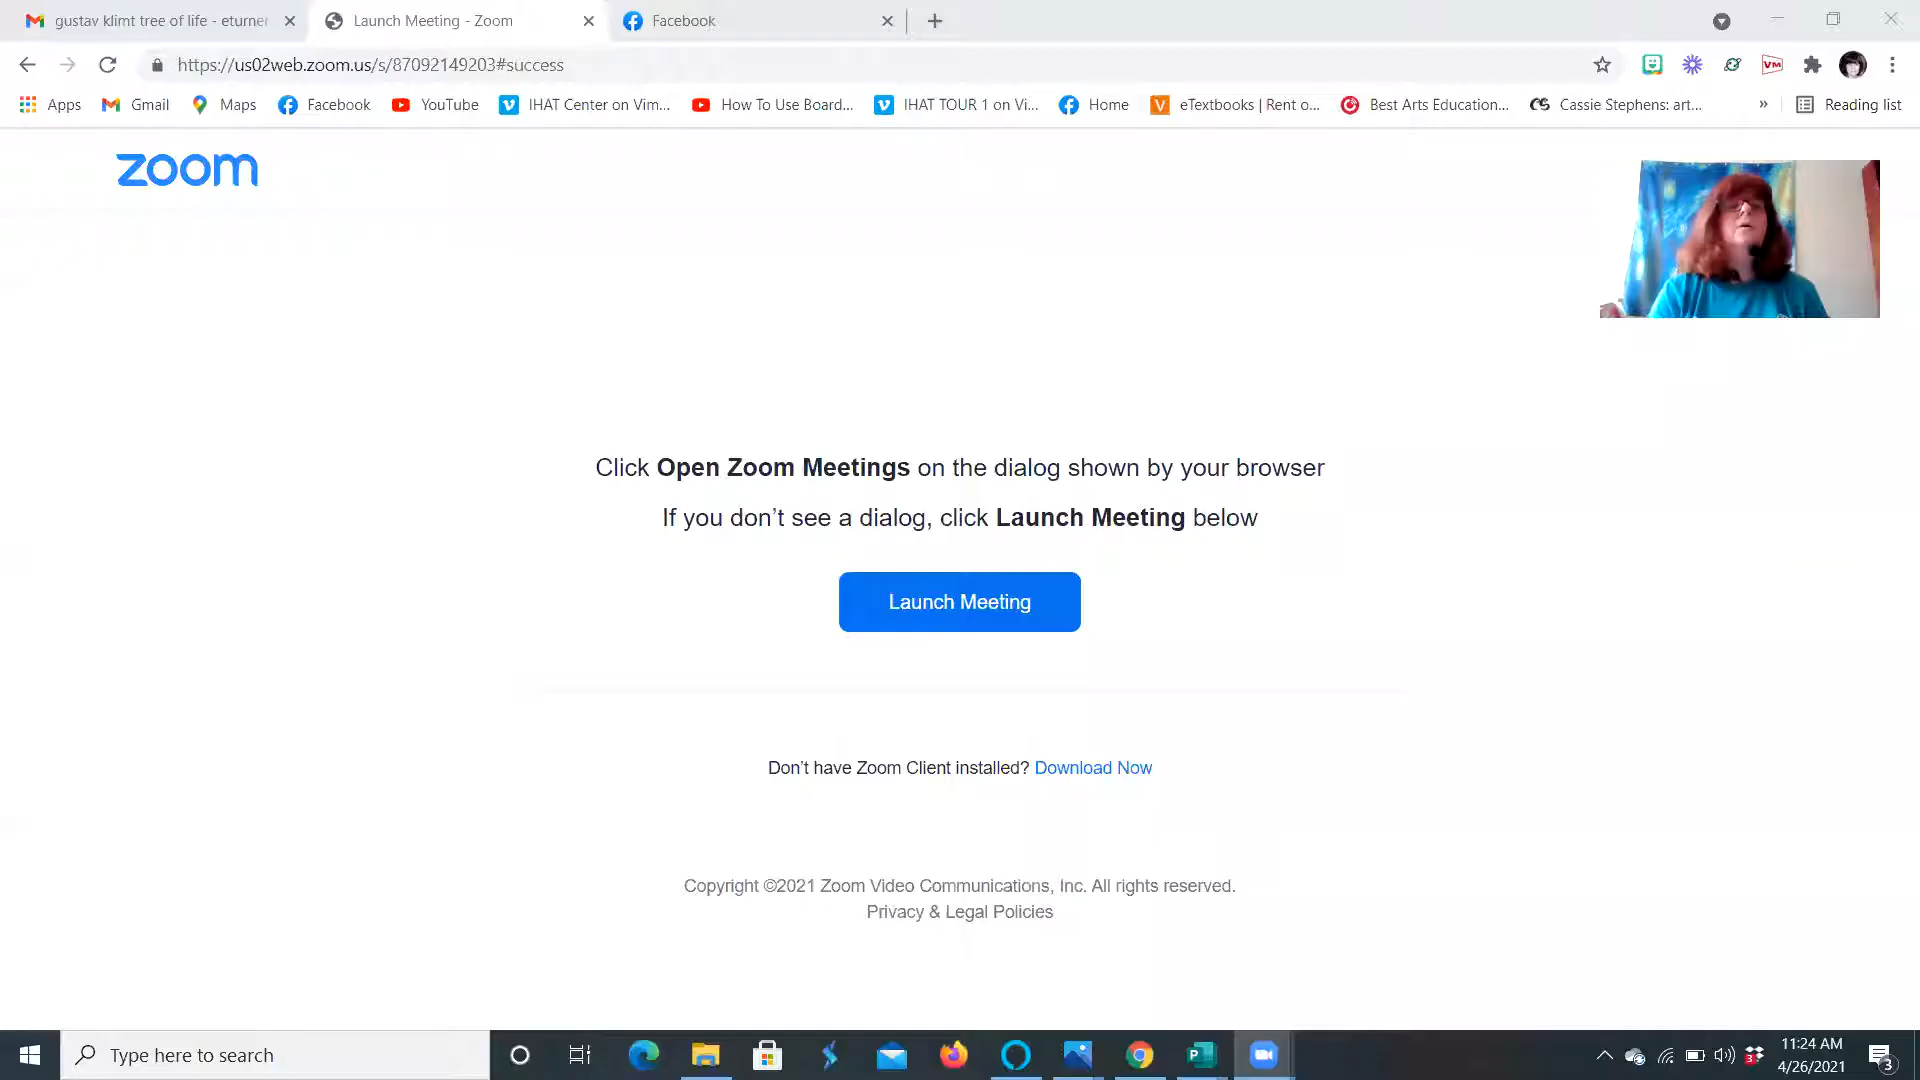 gustav klimt tree of life - eturner
Launch Meeting - Zoom
Facebook
https://us02web.zoom.us/s/87092149203#success
VM
Apps
Gmail
Maps
Facebook
YouTube
IHAT Center on Vim...
How To Use Board...
IHAT TOUR 1 on Vi...
Home
eTextbooks | Rent o...
Best Arts Education...
CS
Cassie Stephens: art...
»
Reading list
zoom
Click Open Zoom Meetings on the dialog shown by your browser
If you don’t see a dialog, click Launch Meeting below
Launch Meeting
Don’t have Zoom Client installed? Download Now
Copyright ©2021 Zoom Video Communications, Inc. All rights reserved.
Privacy & Legal Policies
Type here to search
P
3
11:24 AM
4/26/2021
3